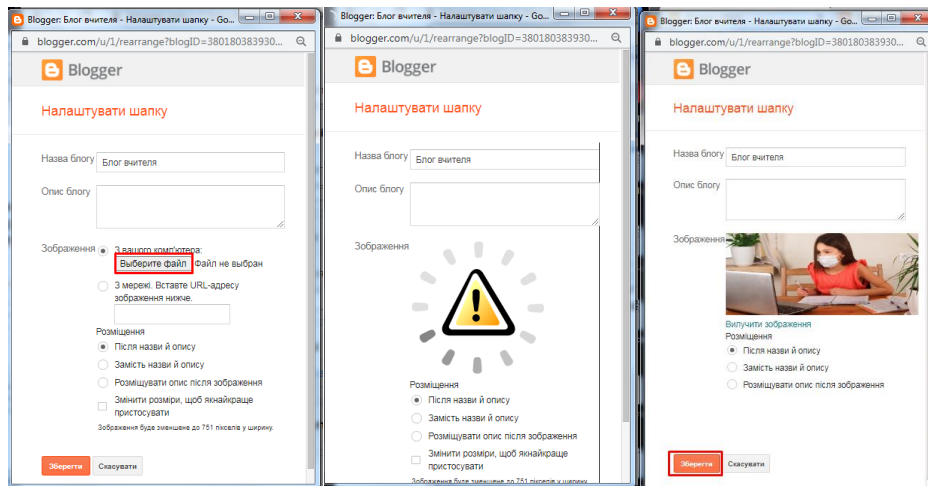 Blogger: Блог вчителя - Налаштувати шапку - Go...
blogger.com/u/1/rearrange?blogID=380180383930...
Blogger
Налаштувати шапку
Назва блогу
Блог вчителя
Опис блогу
Зображення
З вашого комп'ютера:
Выберите файл Файл не выбран
З мережі. Вставте URL-адресу
зображення нижче.
Розміщення
Після назви й опису
Замість назви й опису
Розміщувати опис після зображення
Змінити розміри, щоб якнайкраще
пристосувати
Зображення буде зменшене до 751 пікселів у ширину.
Зберегти Скасувати
Blogger: Блог вчителя - Налаштувати шапку - Go...
blogger.com/u/1/rearrange?blogID=380180383930...
Blogger
Налаштувати шапку
Назва блогу
Блог вчителя
Опис блогу
Зображення
Розміщення
Після назви й опису
Замість назви й опису
Розміщувати опис після зображення
Змінити розміри, щоб якнайкраще
пристосувати
Зображення буде зменшене до 751 пікселів у ширину
Blogger: Блог вчителя - Налаштувати шапку - Go...
blogger.com/u/1/rearrange?blogID=380180383930...
Blogger
Налаштувати шапку
Назва блогу
Блог вчителя
Опис блогу
Зображення
Вилучити зображення
Розміщення
Після назви й опису
Замість назви й опису
Розміщувати опис після зображення
Зберегти Скасувати